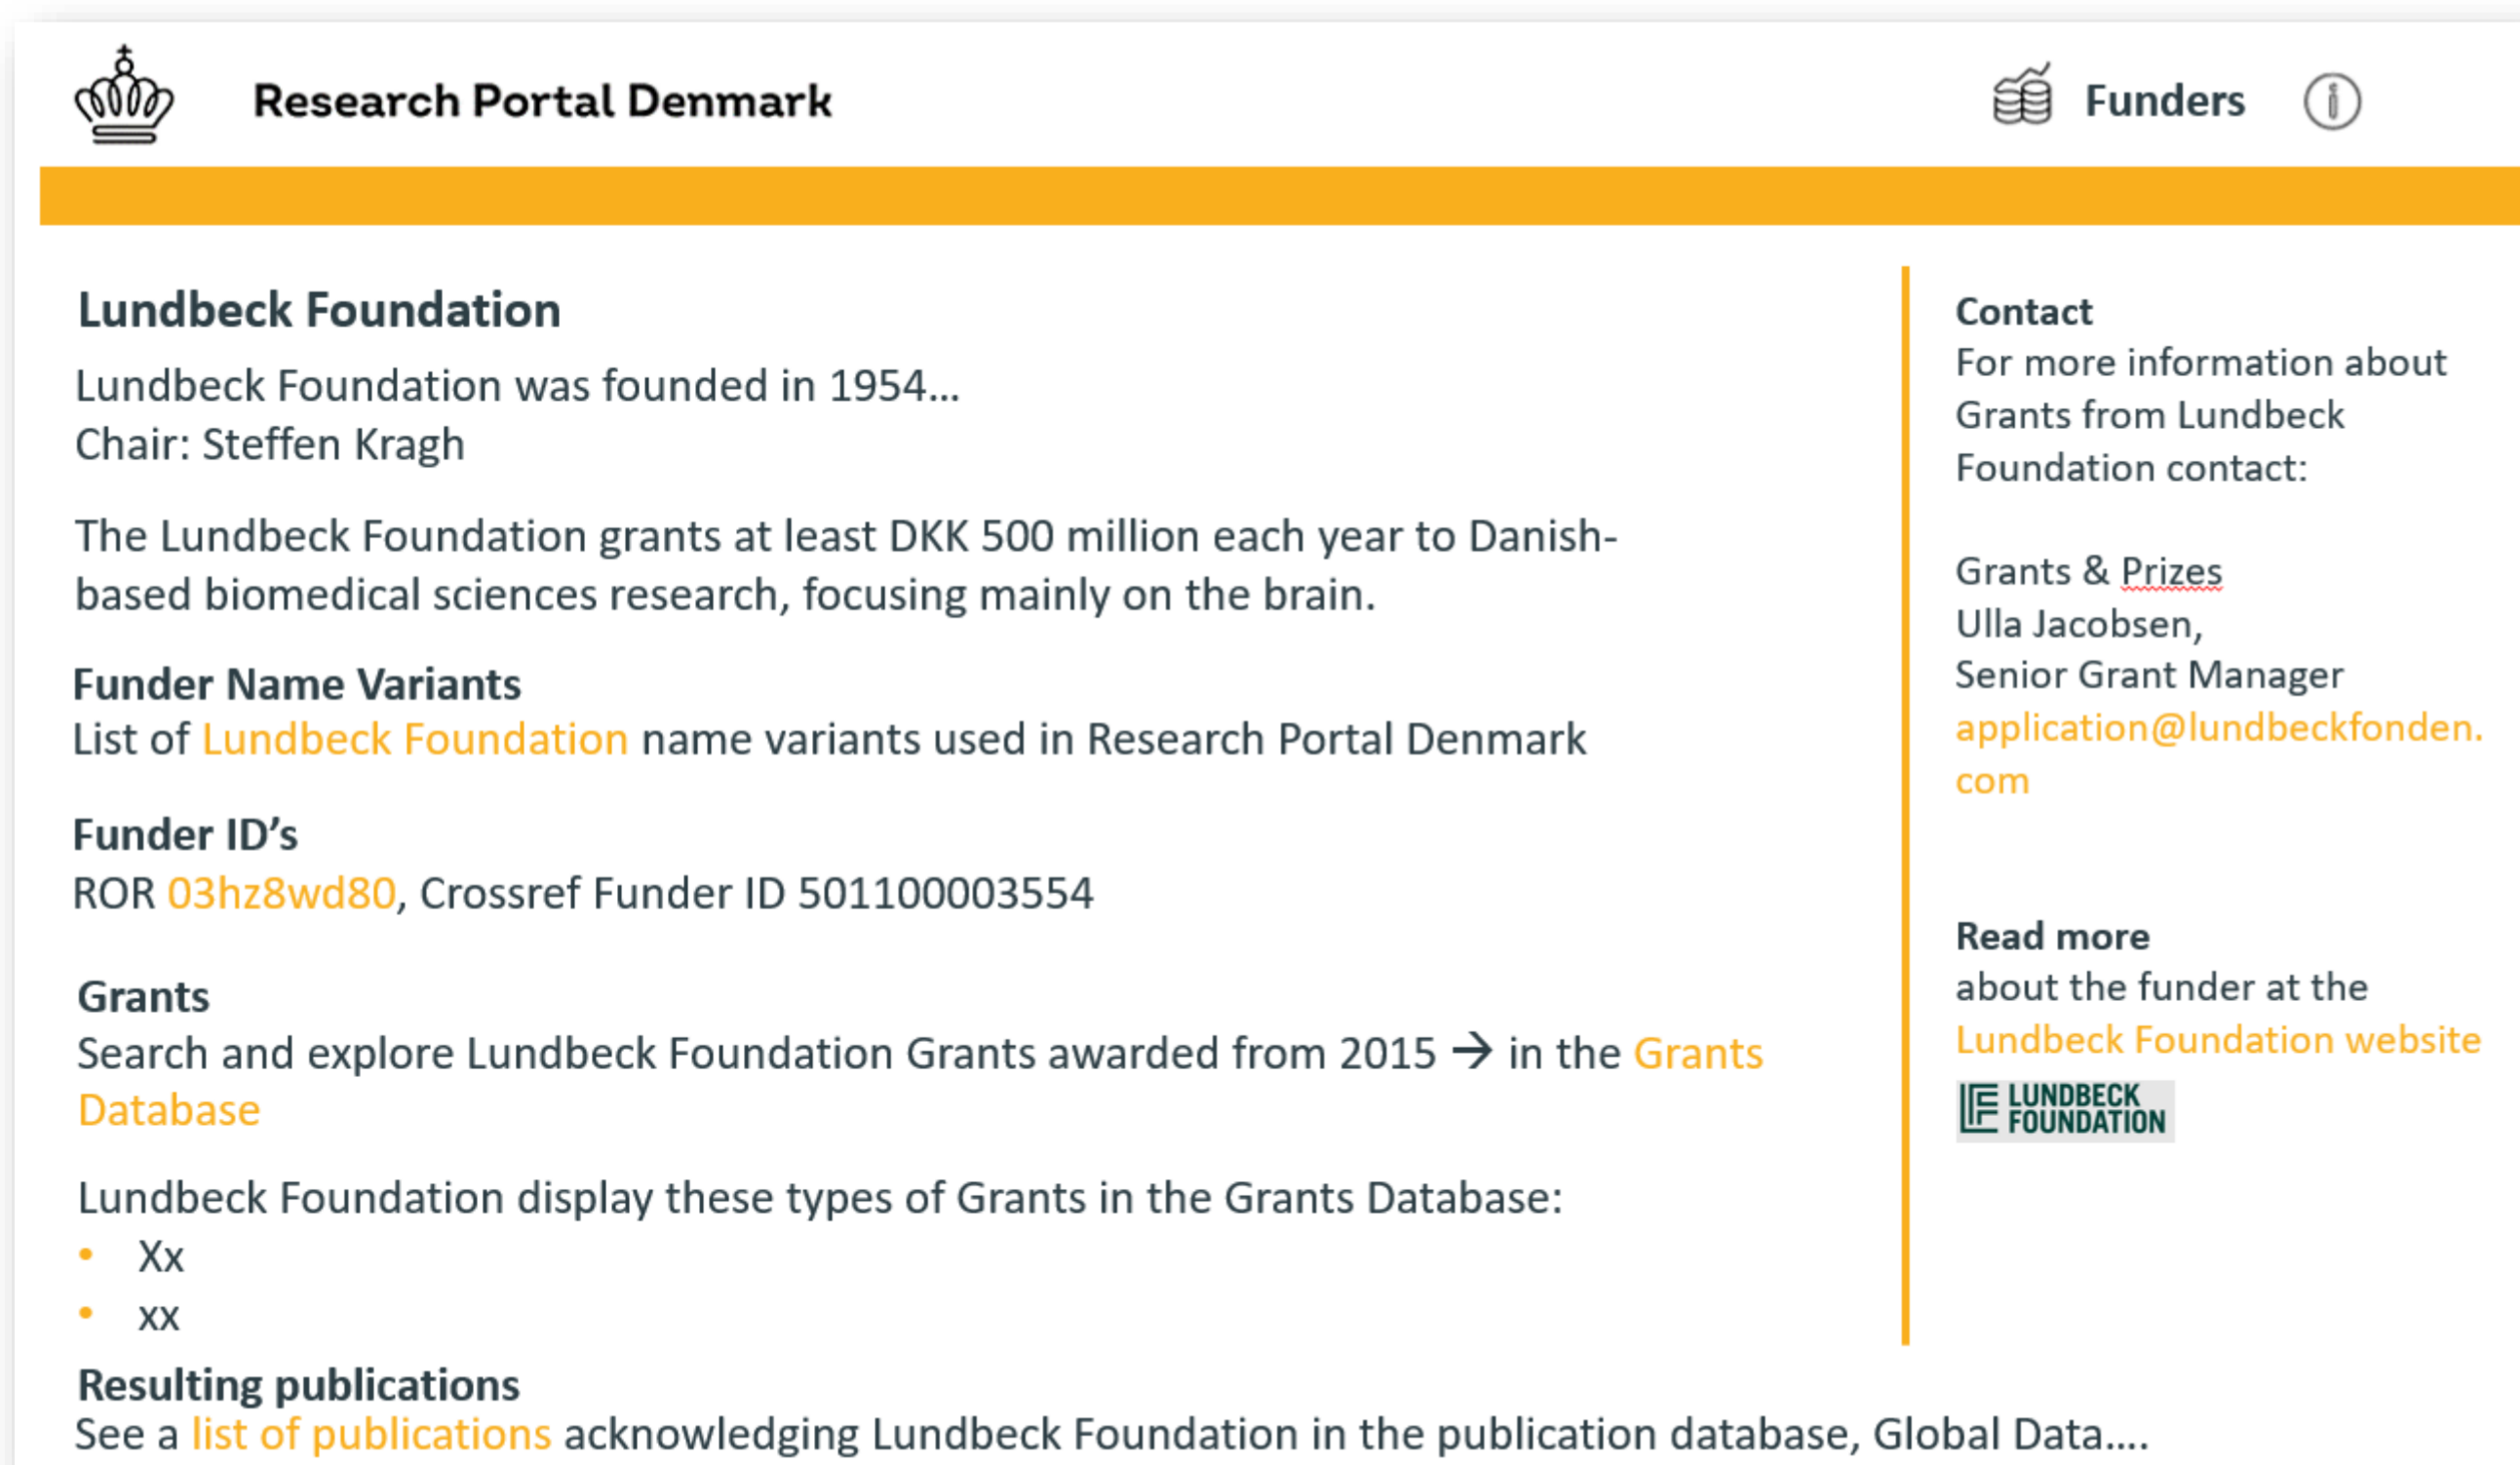 Research Portal Denmark
Funders
Lundbeck Foundation
Lundbeck Foundation was founded in 1954...
Chair: Steffen Kragh
The Lundbeck Foundation grants at least DKK 500 million each year to Danish-
based biomedical sciences research, focusing mainly on the brain.
Funder Name Variants
List of Lundbeck Foundation name variants used in Research Portal Denmark
Funder ID’s
ROR 03hz8wd80, Crossref Funder ID 501100003554
Grants
Search and explore Lundbeck Foundation Grants awarded from 2015 → in the Grants
Database
Lundbeck Foundation display these types of Grants in the Grants Database:
• Xx
• xx
Resulting publications
See a list of publications acknowledging Lundbeck Foundation in the publication database, Global Data....
Contact
For more information about
Grants from Lundbeck
Foundation contact:
Grants & Prizes
Ulla Jacobsen,
Senior Grant Manager
application@lundbeckfonden.
com
Read more
about the funder at the
Lundbeck Foundation website
LUNDBECK
FOUNDATION